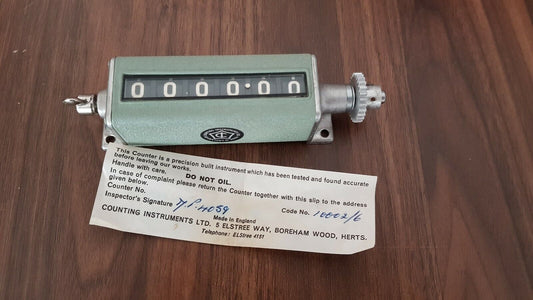 0 0 0 0 0 0
This Counter is a precision built instrument which has been tested and found accurate
before leaving our works.
Handle with care. DO NOT OIL.
In case of complaint please return the Counter together with this slip to the address
given below.
Counter No.
Inspector's Signature Code No. 10002/6
Made in England
COUNTING INSTRUMENTS LTD. 5 ELSTREE WAY, BOREHAM WOOD, HERTS.
Telephone: ELStree 4151